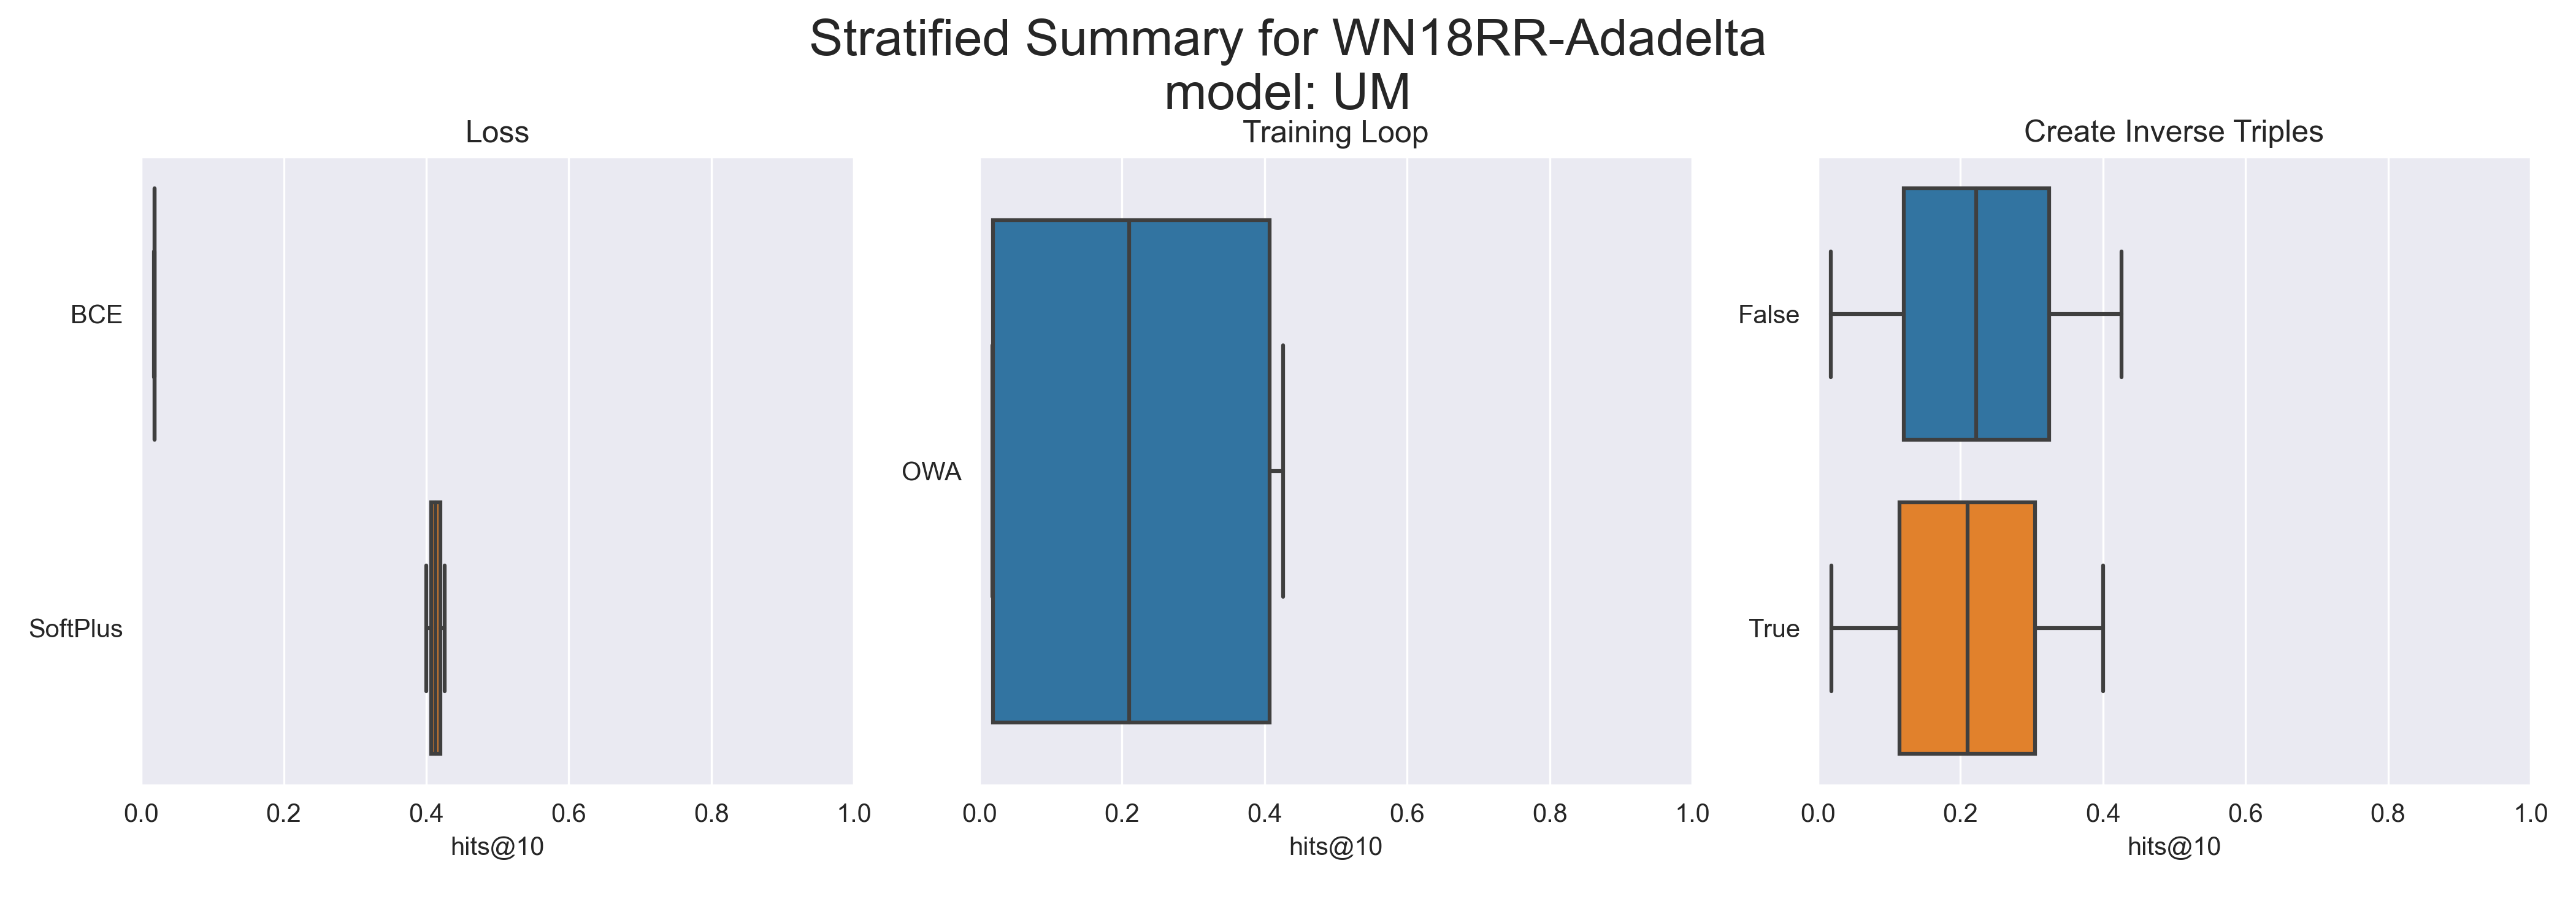 Stratified Summary for WN18RR-Adadelta
model: UM
Loss
BCE
SoftPlus
0.0 0.2 0.4 0.6 0.8 1.0
hits@10
Training Loop
OWA
0.0 0.2 0.4 0.6 0.8 1.0
hits@10
Create Inverse Triples
False
True
0.0 0.2 0.4 0.6 0.8 1.0
hits@10